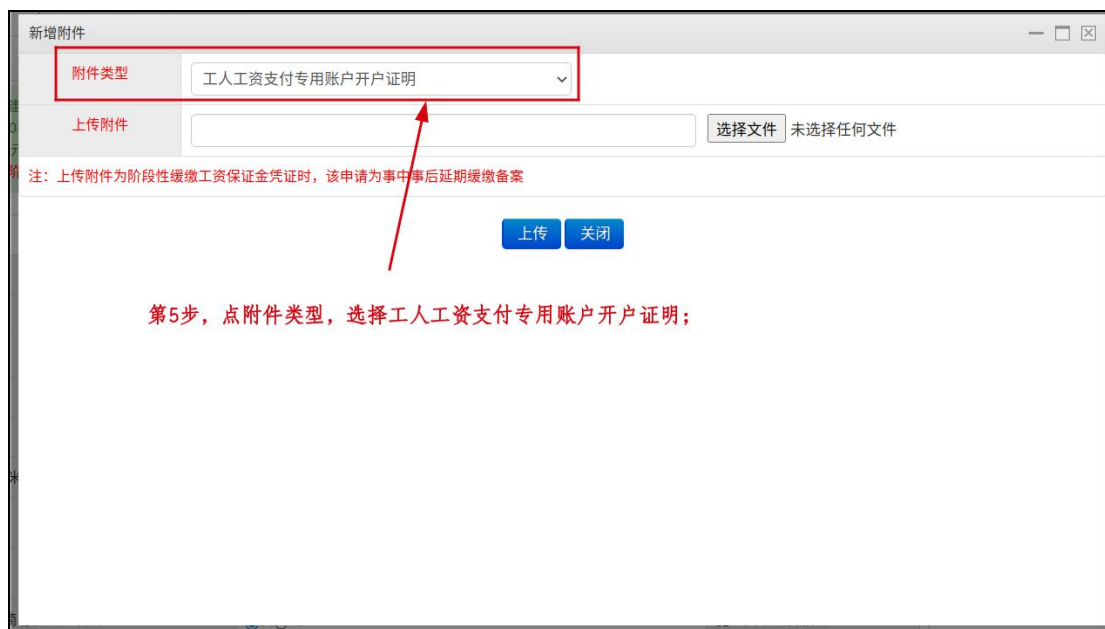 新增附件
附件类型
工人工资支付专用账户开户证明
上传附件
选择文件 未选择任何文件
注：上传附件为阶段性缓缴工资保证金凭证时，该申请为事中事后延期缓缴备案
上传 关闭
第5步，点附件类型，选择工人工资支付专用账户开户证明；